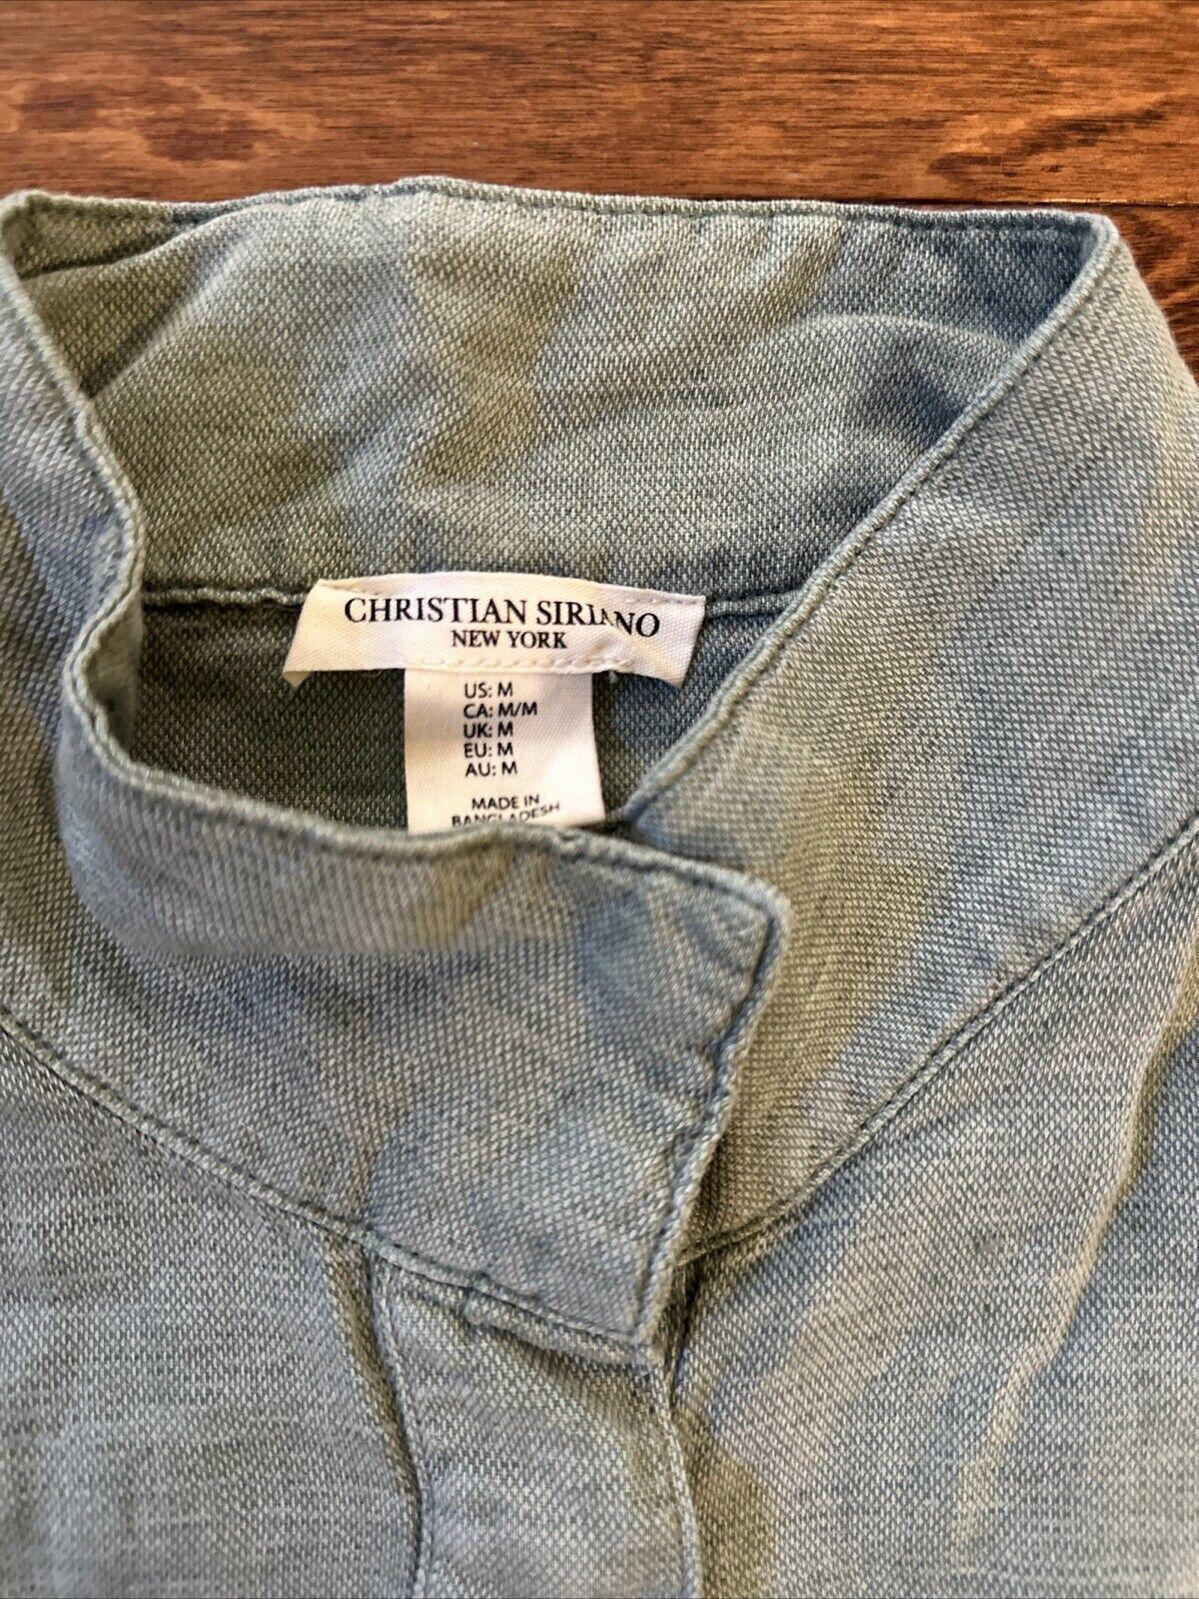 CHRISTIAN SIRIANO
NEW YORK
US: M
CA: M/M
UK: M
EU: M
AU: M
MADE IN
BANGLADESH